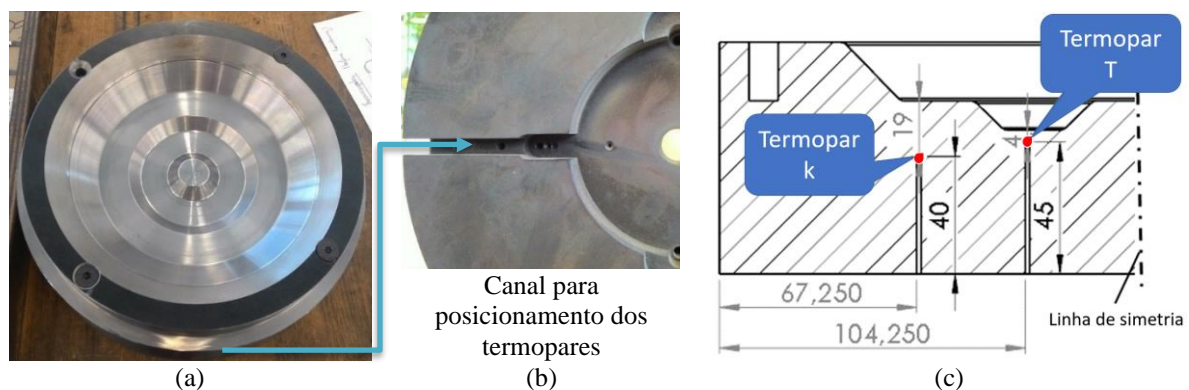 Termopar
T
Termopar
k
19
4
40
45
67,250
104,250
Linha de simetria
Canal para
posicionamento dos
termopares
(a)
(b)
(c)